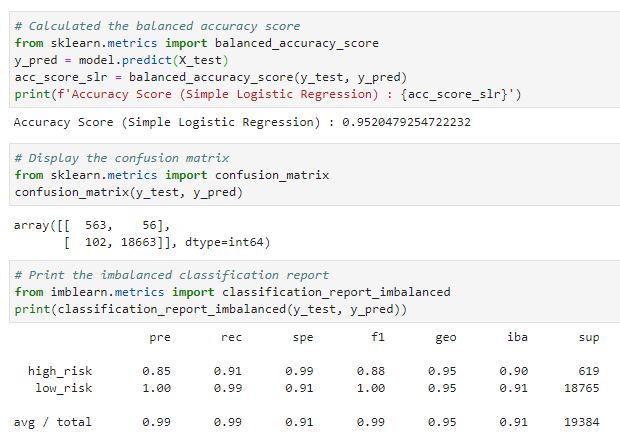 # Calculated the balanced accuracy score
from sklearn.metrics import balanced_accuracy_score
y_pred = model.predict(X_test)
acc_score_slr = balanced_accuracy_score(y_test, y_pred)
print(f'Accuracy Score (Simple Logistic Regression) : {acc_score_slr}')
Accuracy Score (Simple Logistic Regression) : 0.9520479254722232
# Display the confusion matrix
from sklearn.metrics import confusion_matrix
confusion_matrix(y_test, y_pred)
array([[  563,    56],
       [  102, 18663]], dtype=int64)
# Print the imbalanced classification report
from imblearn.metrics import classification_report_imbalanced
print(classification_report_imbalanced(y_test, y_pred))
                   pre       rec       spe        f1       geo       iba       sup
  high_risk       0.85      0.91      0.99      0.88      0.95      0.90       619
   low_risk       1.00      0.99      0.91      1.00      0.95      0.91     18765
avg / total       0.99      0.99      0.91      0.99      0.95      0.91     19384